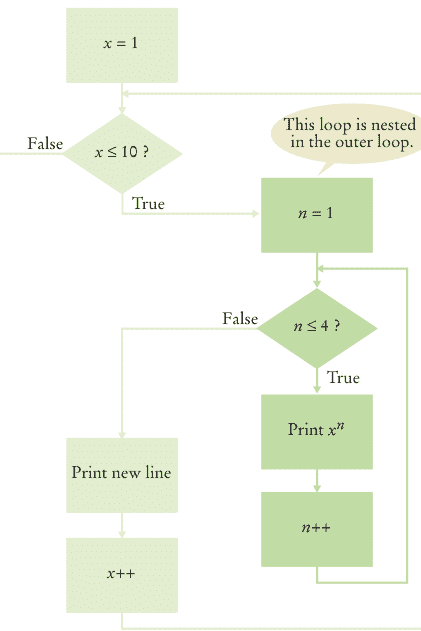 x = 1
False
x ≤ 10 ?
True
This loop is nested
in the outer loop.
n = 1
False
n ≤ 4 ?
True
Print xⁿ
Print new line
n++
x++